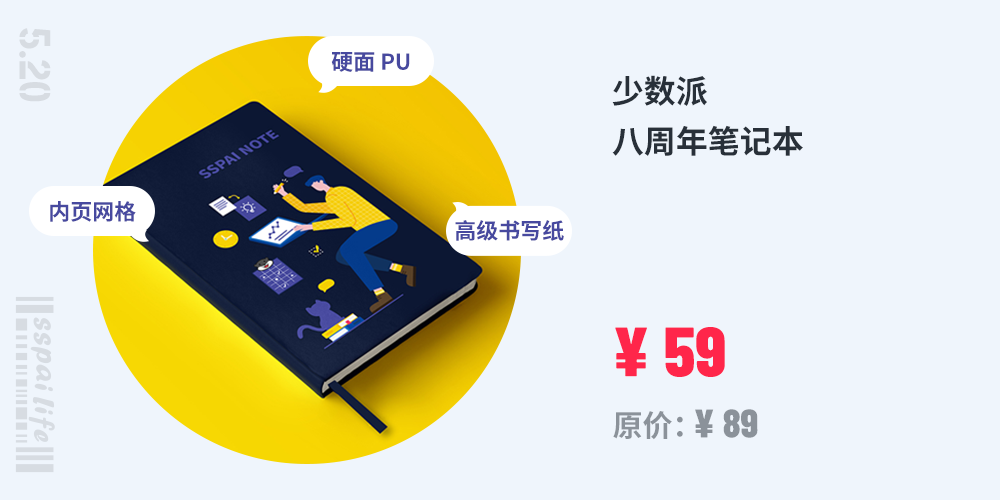 5.20
硬面 PU
SSPAI NOTE
内页网格
高级书写纸
sspai life
少数派
八周年笔记本
¥ 59
原价：¥ 89